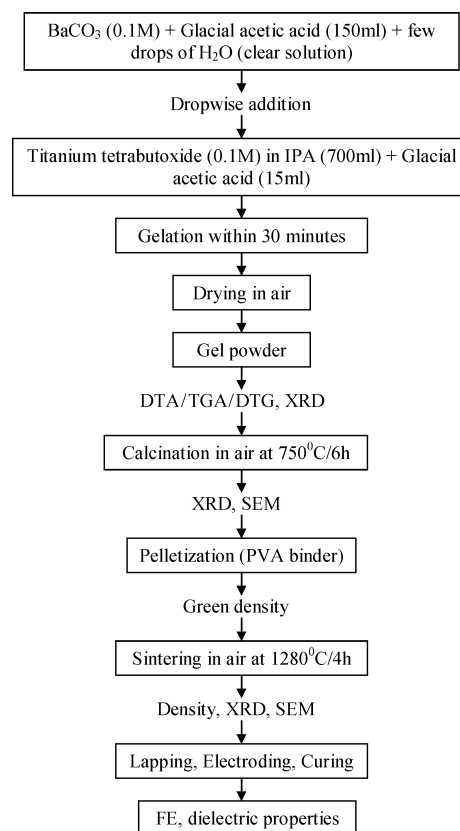 BaCO₃ (0.1M) + Glacial acetic acid (150ml) + few
drops of H₂O (clear solution)
Dropwise addition
Titanium tetrabutoxide (0.1M) in IPA (700ml) + Glacial
acetic acid (15ml)
Gelation within 30 minutes
Drying in air
Gel powder
DTA/TGA/DTG, XRD
Calcination in air at 750⁰C/6h
XRD, SEM
Pelletization (PVA binder)
Green density
Sintering in air at 1280⁰C/4h
Density, XRD, SEM
Lapping, Electroding, Curing
FE, dielectric properties